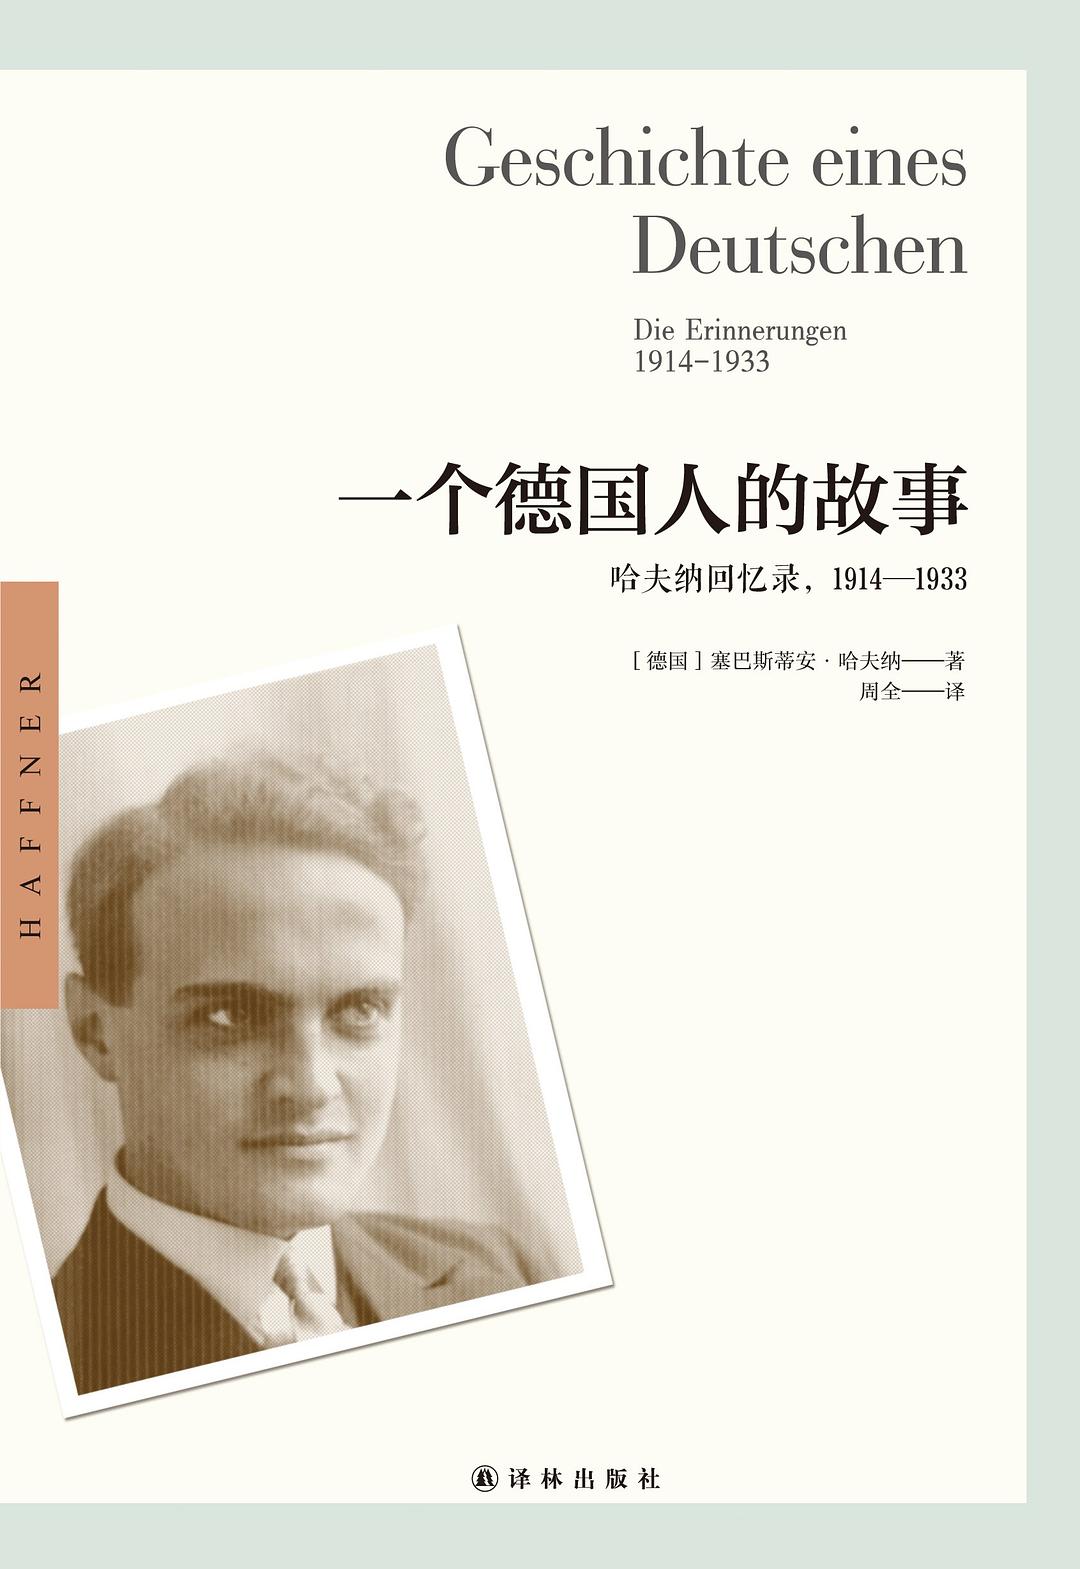 Geschichte eines
Deutschen
Die Erinnerungen
1914–1933
一个德国人的故事
哈夫纳回忆录，1914—1933
［德国］塞巴斯蒂安·哈夫纳——著
周全——译
HAFFNER
译林出版社